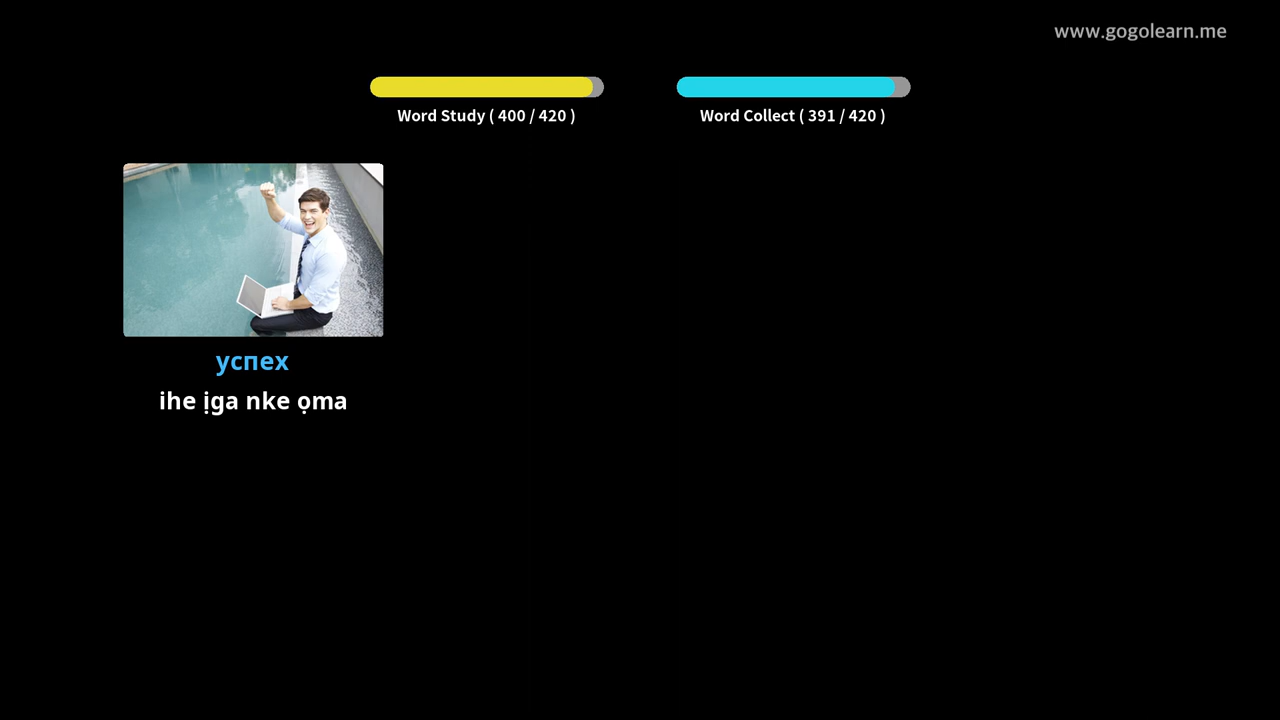 www.gogolearn.me
Word Study ( 400 / 420 )
Word Collect ( 391 / 420 )
успех
ihe ịga nke ọma